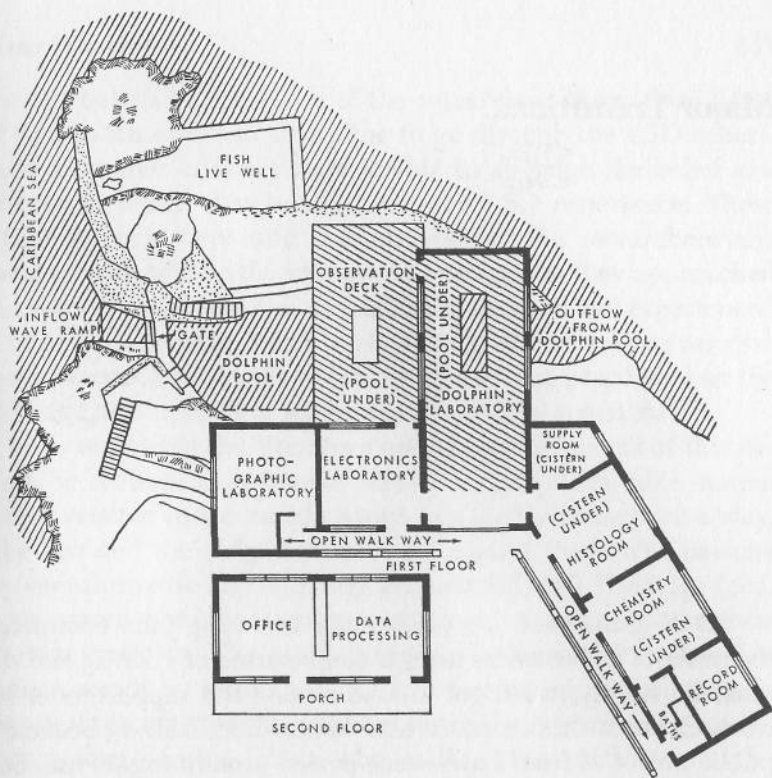 FISH
LIVE WELL
CARIBBEAN SEA
OBSERVATION
DECK
(POOL UNDER)
INFLOW
WAVE RAMP
GATE
OUTFLOW
FROM
DOLPHIN POOL
DOLPHIN
POOL
(POOL
UNDER)
DOLPHIN
LABORATORY
PHOTO-
GRAPHIC
LABORATORY
ELECTRONICS
LABORATORY
SUPPLY
ROOM
(CISTERN
UNDER)
(CISTERN
UNDER)
HISTOLOGY
ROOM
OPEN WALK WAY
FIRST FLOOR
CHEMISTRY
ROOM
(CISTERN
UNDER)
OPEN WALK WAY
OFFICE
DATA
PROCESSING
RECORD
ROOM
BATHS
PORCH
SECOND FLOOR